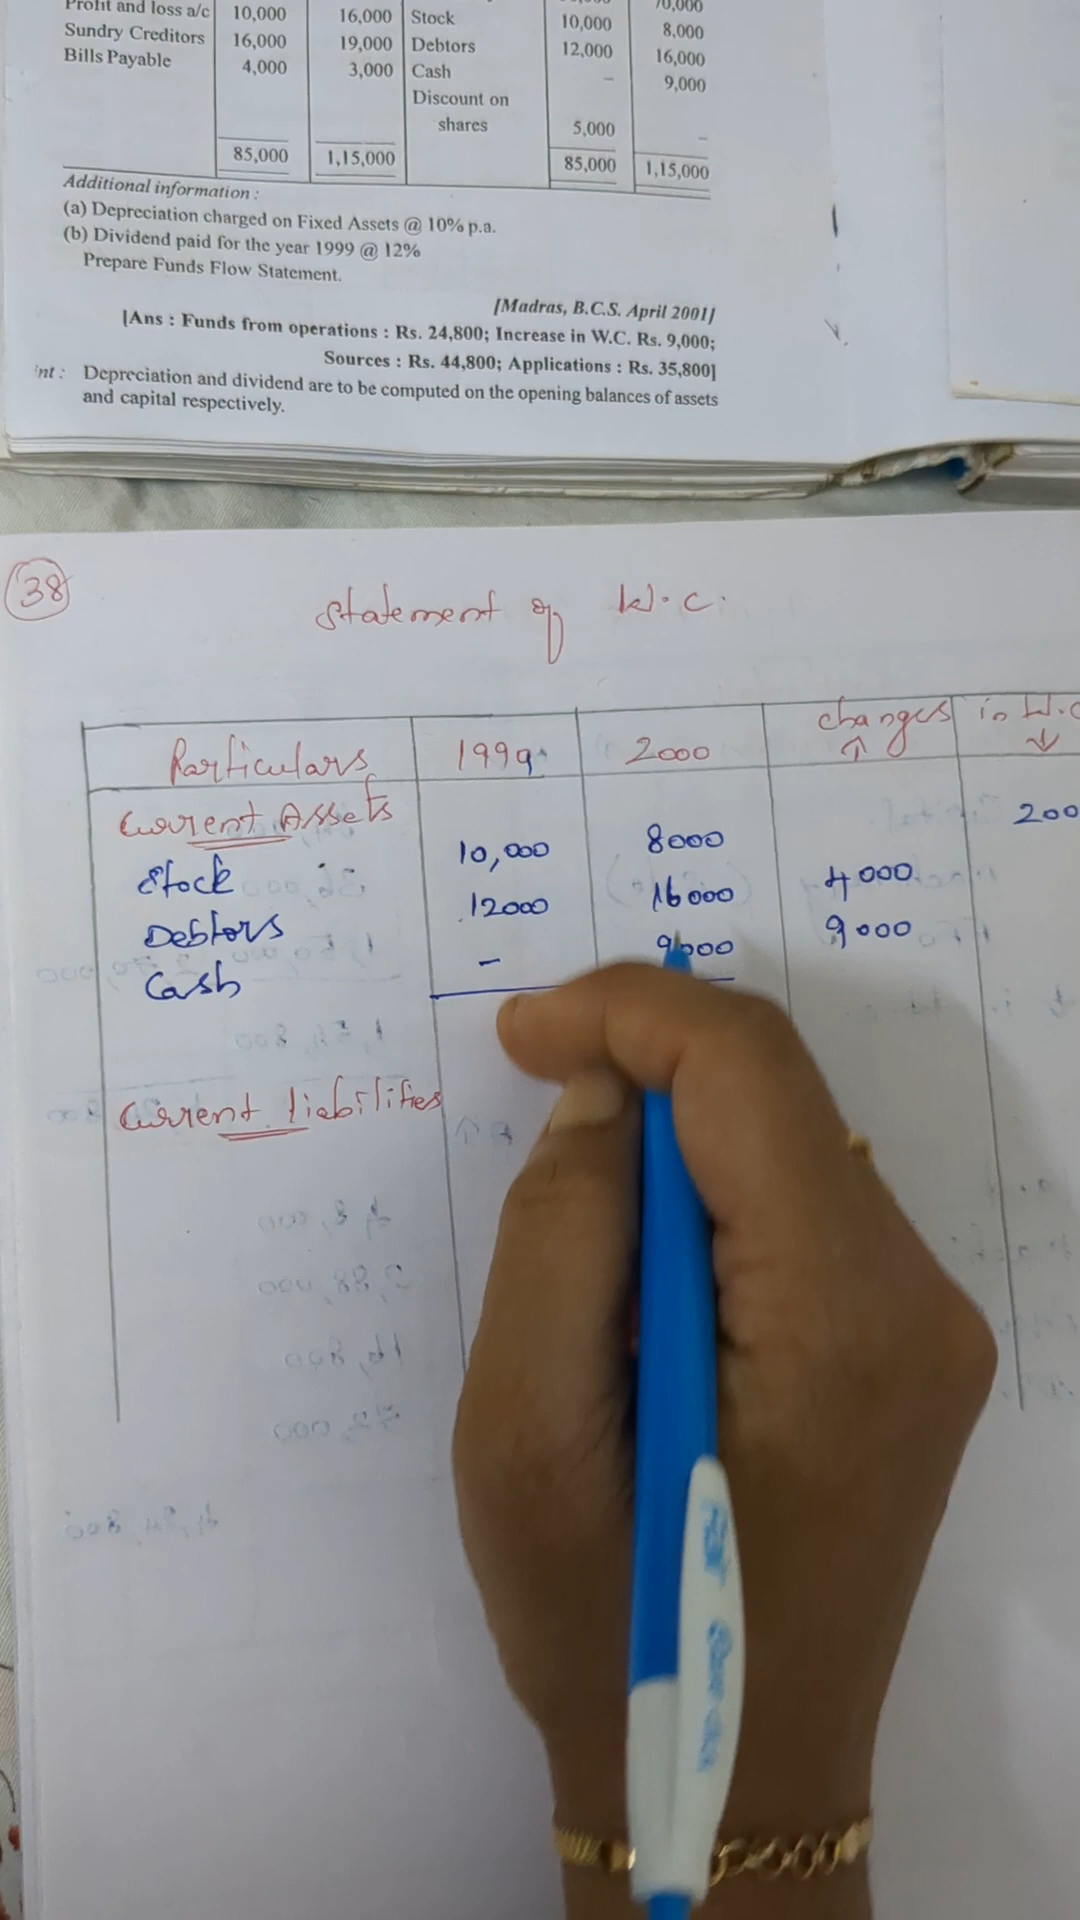 70,000
Profit and loss a/c 10,000 16,000 Stock 10,000 8,000
Sundry Creditors 16,000 19,000 Debtors 12,000 16,000
Bills Payable 4,000 3,000 Cash – 9,000
Discount on
shares 5,000 –
85,000 1,15,000 85,000 1,15,000
Additional information :
(a) Depreciation charged on Fixed Assets @ 10% p.a.
(b) Dividend paid for the year 1999 @ 12%
Prepare Funds Flow Statement.
[Madras, B.C.S. April 2001]
[Ans : Funds from operations : Rs. 24,800; Increase in W.C. Rs. 9,000;
Sources : Rs. 44,800; Applications : Rs. 35,800]
int : Depreciation and dividend are to be computed on the opening balances of assets
and capital respectively.
38
Statement of W.C.
Particulars 1999 2000 changes in W.C
↑ ↓
Current Assets
Stock 10,000 8000 200
Debtors 12000 16000 4000
Cash – 9000 9000
Current liabilities